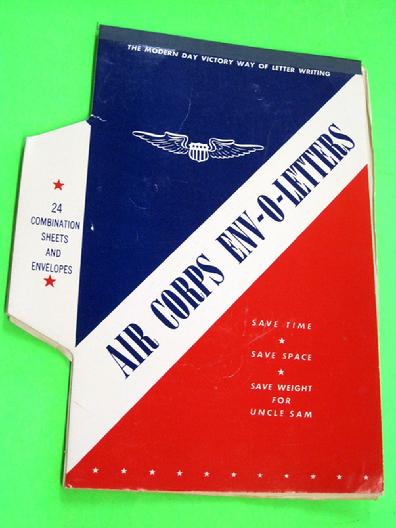 THE MODERN DAY VICTORY WAY OF LETTER WRITING
24
COMBINATION
SHEETS
AND
ENVELOPES
AIR CORPS ENV-O-LETTERS
SAVE TIME
SAVE SPACE
SAVE WEIGHT
FOR
UNCLE SAM